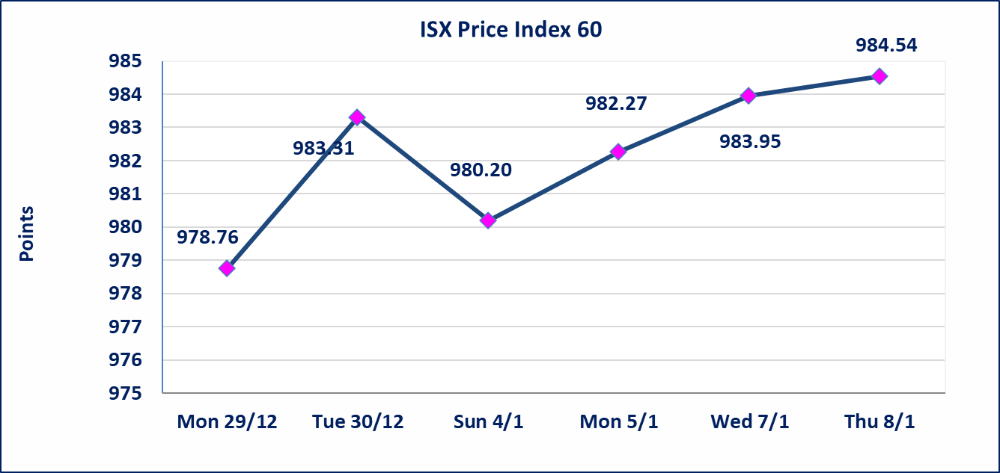 ISX Price Index 60
985
984
983
982
981
980
979
978
977
976
975
Points
978.76
983.31
980.20
982.27
983.95
984.54
Mon 29/12
Tue 30/12
Sun 4/1
Mon 5/1
Wed 7/1
Thu 8/1